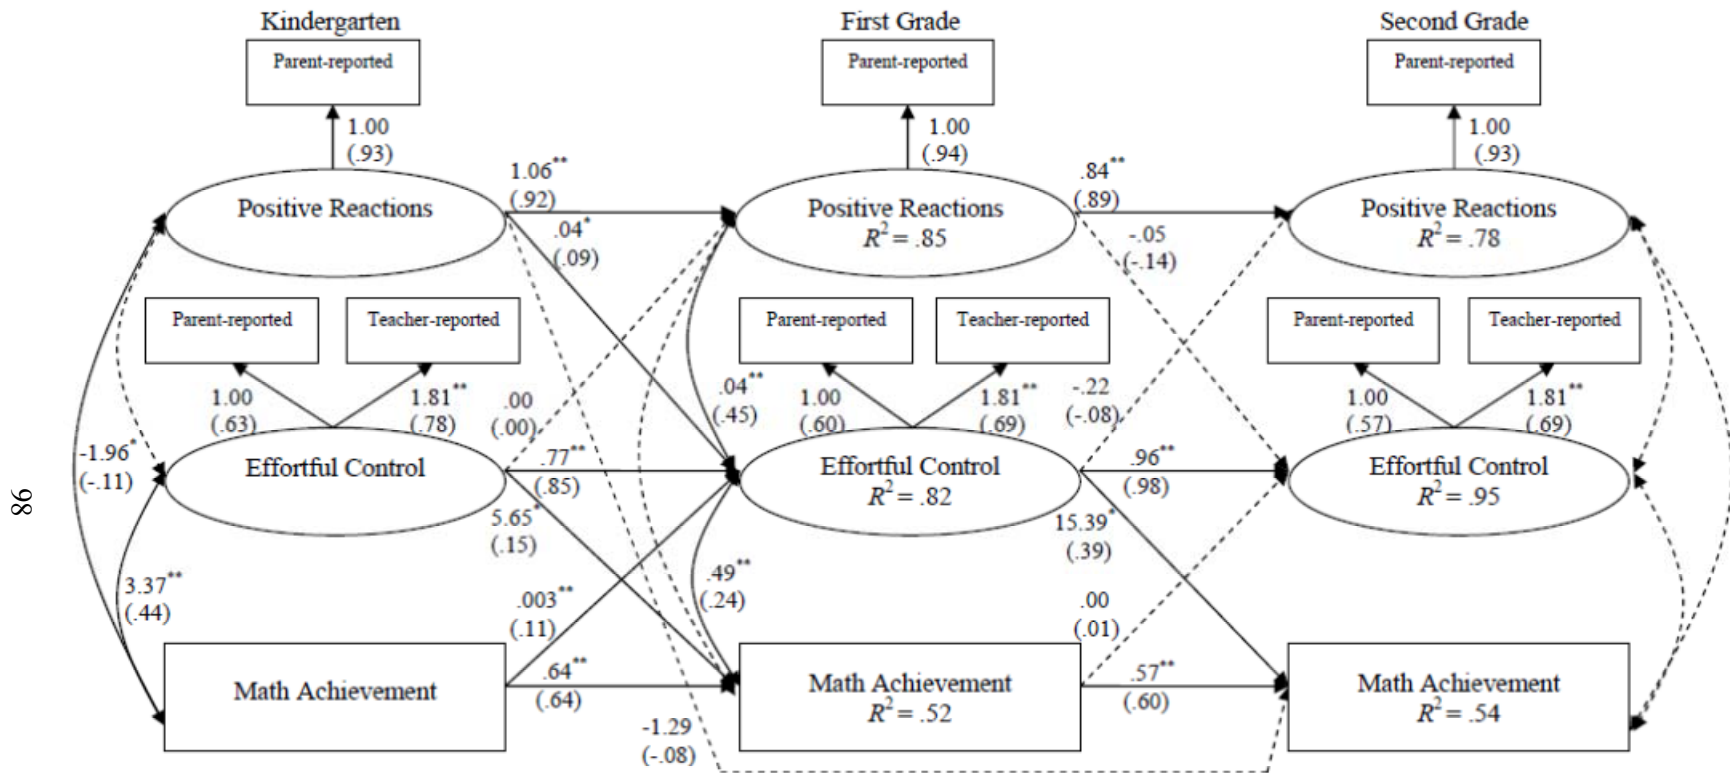 Kindergarten
First Grade
Second Grade
Parent-reported
Parent-reported
Parent-reported
1.00
(.93)
1.00
(.94)
1.00
(.93)
1.06**
(.92)
.84**
(.89)
Positive Reactions
Positive Reactions
R² = .85
Positive Reactions
R² = .78
.04*
(.09)
-.05
(-.14)
Parent-reported
Teacher-reported
Parent-reported
Teacher-reported
Parent-reported
Teacher-reported
1.00
(.63)
1.81**
(.78)
.00
(.00)
.04**
(.45)
1.00
(.60)
1.81**
(.69)
-.22
(-.08)
1.00
(.57)
1.81**
(.69)
-1.96*
(-.11)
Effortful Control
.77**
(.85)
Effortful Control
R² = .82
.96**
(.98)
Effortful Control
R² = .95
98
5.65*
(.15)
15.39*
(.39)
3.37**
(.44)
.003**
(.11)
.49**
(.24)
.00
(.01)
Math Achievement
.64**
(.64)
Math Achievement
R² = .52
.57**
(.60)
Math Achievement
R² = .54
-1.29
(-.08)